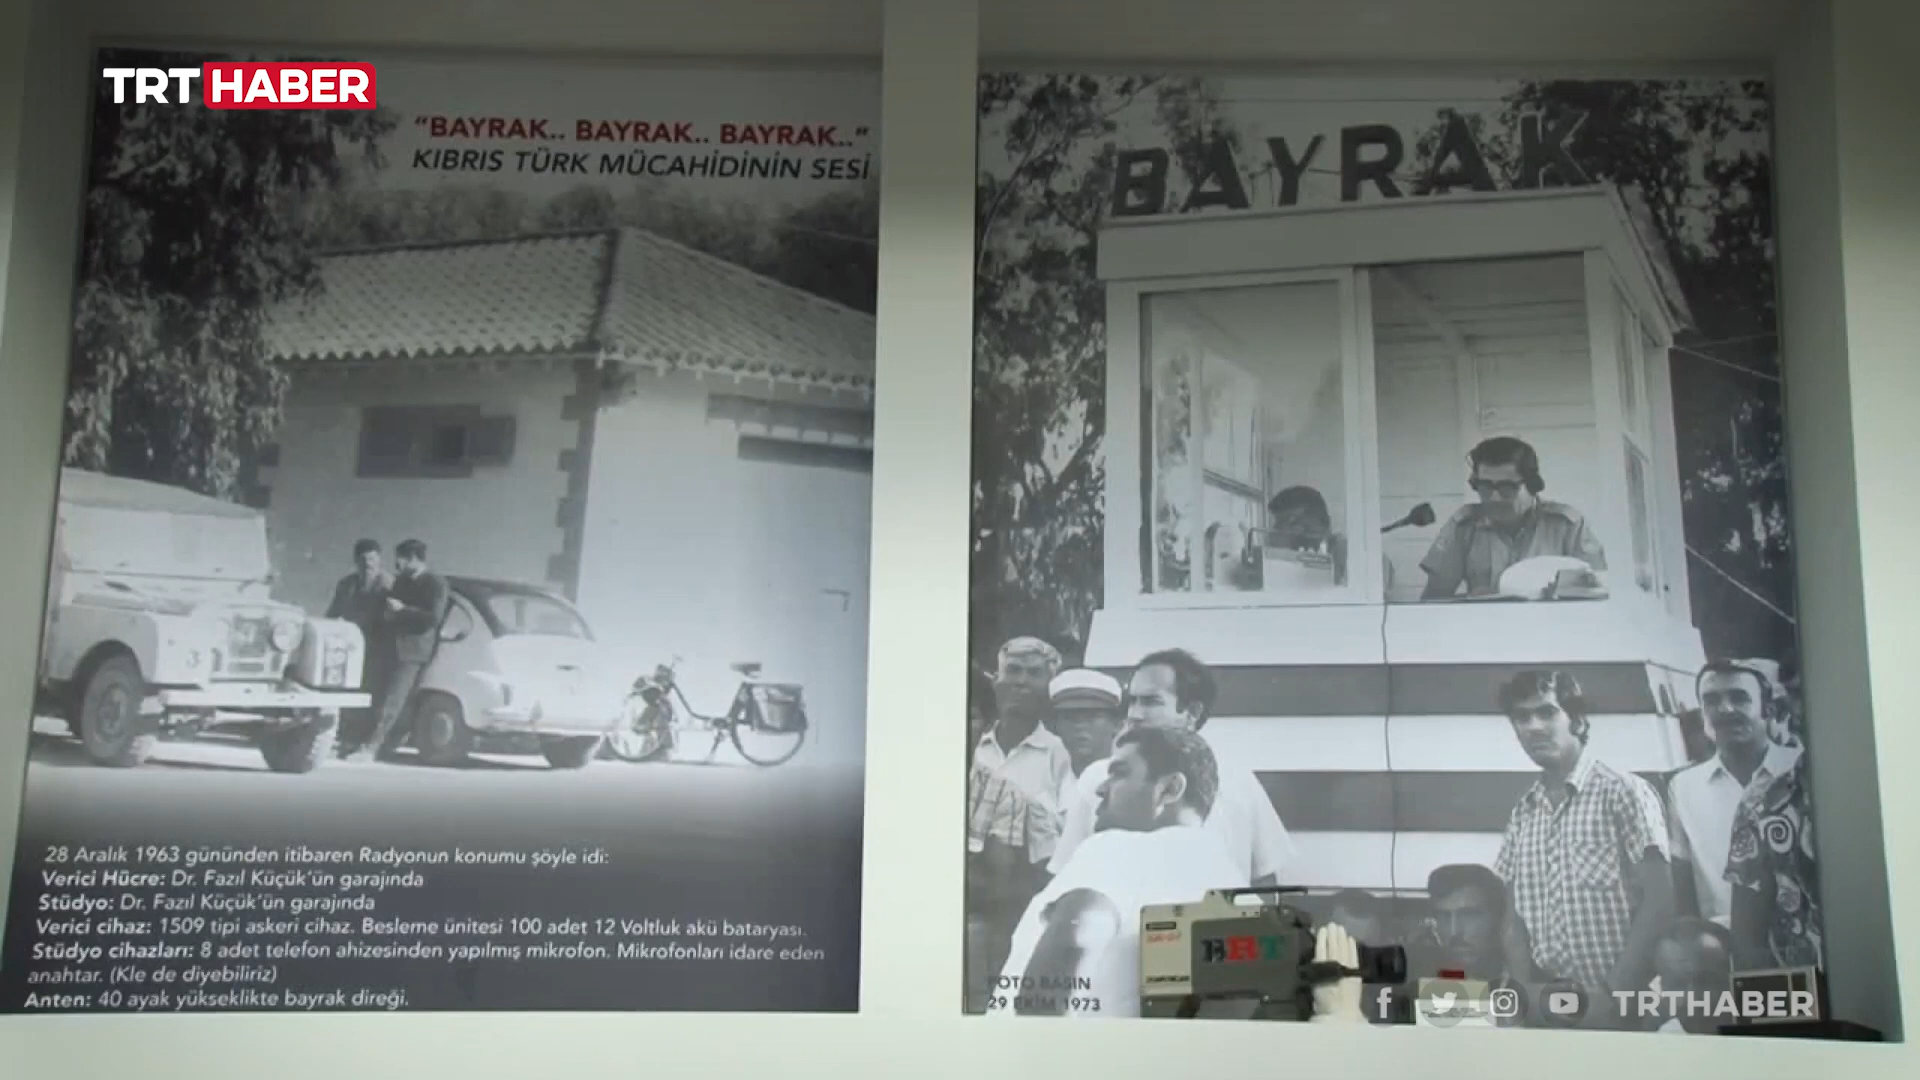 TRT HABER
"BAYRAK.. BAYRAK.. BAYRAK.."
KIBRIS TÜRK MÜCAHİDİNİN SESİ
28 Aralık 1963 gününden itibaren Radyonun konumu şöyle idi:
Verici Hücre: Dr. Fazıl Küçük'ün garajında
Stüdyo: Dr. Fazıl Küçük'ün garajında
Verici cihaz: 1509 tipi askeri cihaz. Besleme ünitesi 100 adet 12 Voltluk akü bataryası.
Stüdyo cihazları: 8 adet telefon ahizesinden yapılmış mikrofon. Mikrofonları idare eden
anahtar. (Kle de diyebiliriz)
Anten: 40 ayak yükseklikte bayrak direği.
BAYRAK
BRT
FOTO BASIN
29 EKİM 1973
TRTHABER